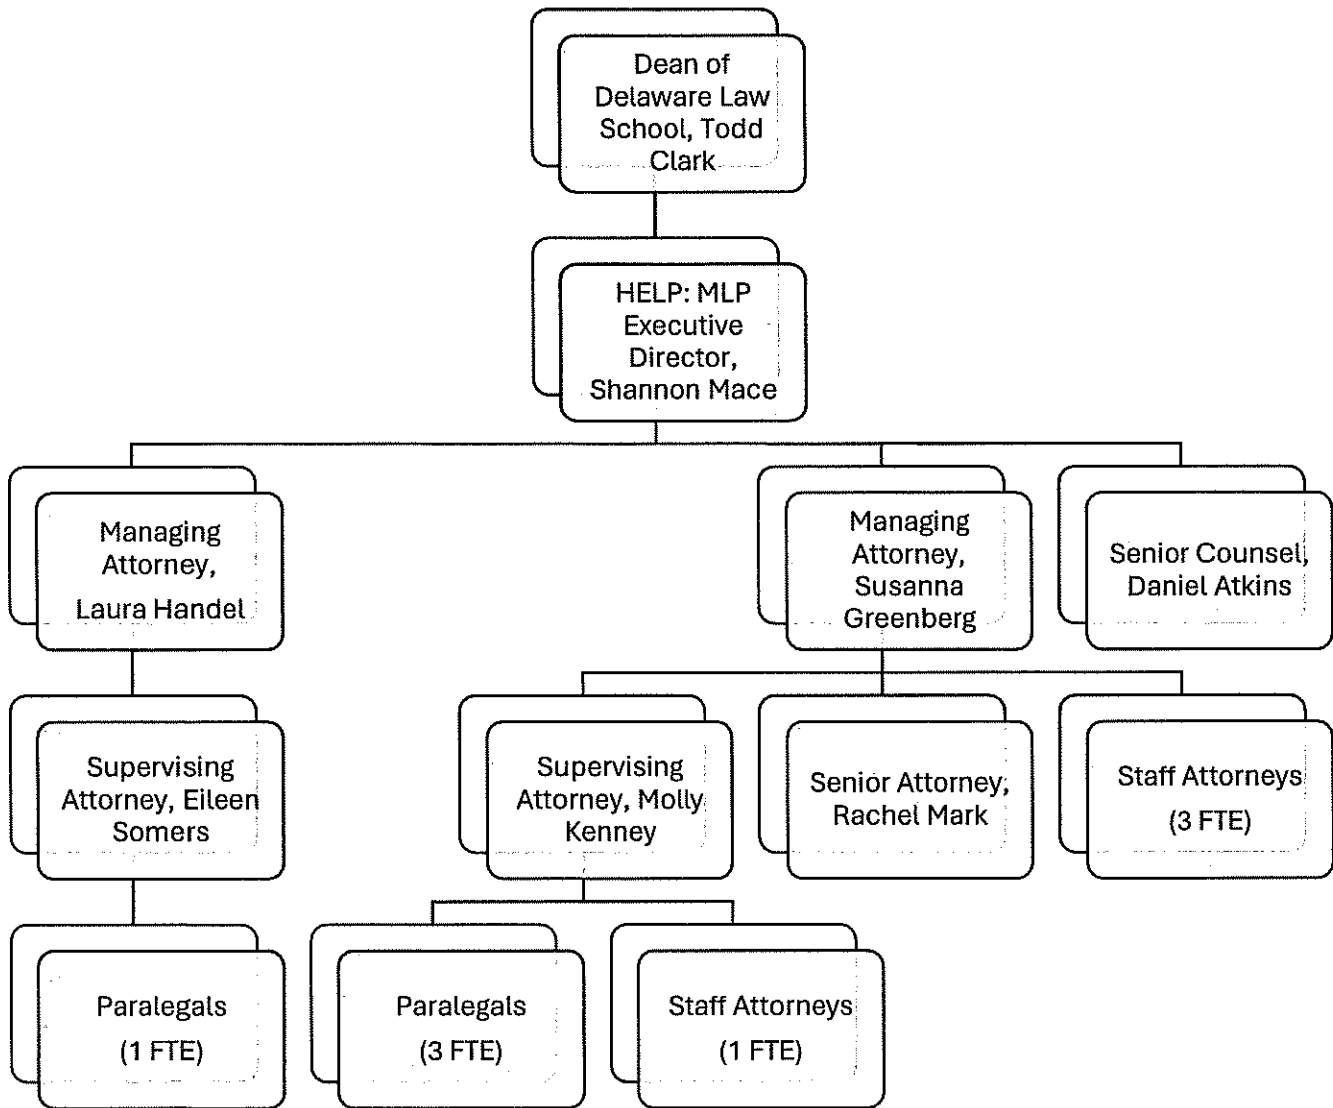 Dean of
Delaware Law
School, Todd
Clark
HELP: MLP
Executive
Director,
Shannon Mace
Managing
Attorney,
Laura Handel
Managing
Attorney,
Susanna
Greenberg
Senior Counsel,
Daniel Atkins
Supervising
Attorney, Eileen
Somers
Supervising
Attorney, Molly
Kenney
Senior Attorney,
Rachel Mark
Staff Attorneys
(3 FTE)
Paralegals
(1 FTE)
Paralegals
(3 FTE)
Staff Attorneys
(1 FTE)